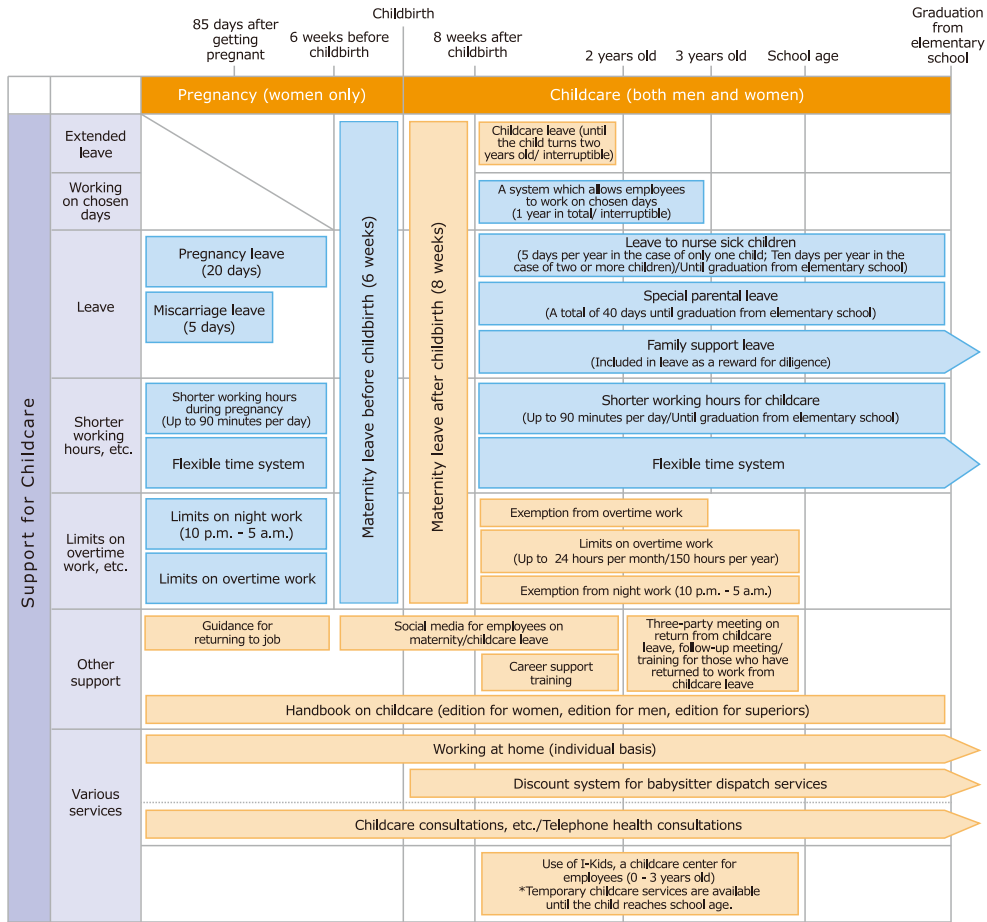 Childbirth
85 days after
getting
pregnant
6 weeks before
childbirth
8 weeks after
childbirth
2 years old
3 years old
School age
Graduation
from
elementary
school
Pregnancy (women only)
Childcare (both men and women)
Support for Childcare
Extended
leave
Childcare leave (until
the child turns two
years old/ interruptible)
Working
on chosen
days
A system which allows employees
to work on chosen days
(1 year in total/ interruptible)
Maternity leave before childbirth (6 weeks)
Maternity leave after childbirth (8 weeks)
Leave
Pregnancy leave
(20 days)
Miscarriage leave
(5 days)
Leave to nurse sick children
(5 days per year in the case of only one child; Ten days per year in the
case of two or more children)/Until graduation from elementary school)
Special parental leave
(A total of 40 days until graduation from elementary school)
Family support leave
(Included in leave as a reward for diligence)
Shorter
working
hours, etc.
Shorter working hours
during pregnancy
(Up to 90 minutes per day)
Flexible time system
Shorter working hours for childcare
(Up to 90 minutes per day/Until graduation from elementary school)
Flexible time system
Limits on
overtime
work, etc.
Limits on night work
(10 p.m. - 5 a.m.)
Limits on overtime work
Exemption from overtime work
Limits on overtime work
(Up to 24 hours per month/150 hours per year)
Exemption from night work (10 p.m. - 5 a.m.)
Other
support
Guidance for
returning to job
Social media for employees on
maternity/childcare leave
Career support
training
Three-party meeting on
return from childcare
leave, follow-up meeting/
training for those who have
returned to work from
childcare leave
Handbook on childcare (edition for women, edition for men, edition for superiors)
Various
services
Working at home (individual basis)
Discount system for babysitter dispatch services
Childcare consultations, etc./Telephone health consultations
Use of I-Kids, a childcare center for
employees (0 - 3 years old)
*Temporary childcare services are available
until the child reaches school age.